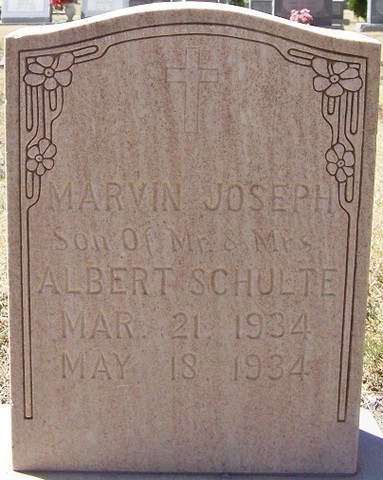 MARVIN JOSEPH
Son Of Mr. & Mrs.
ALBERT SCHULTE
MAR. 21, 1934
MAY 18 1934